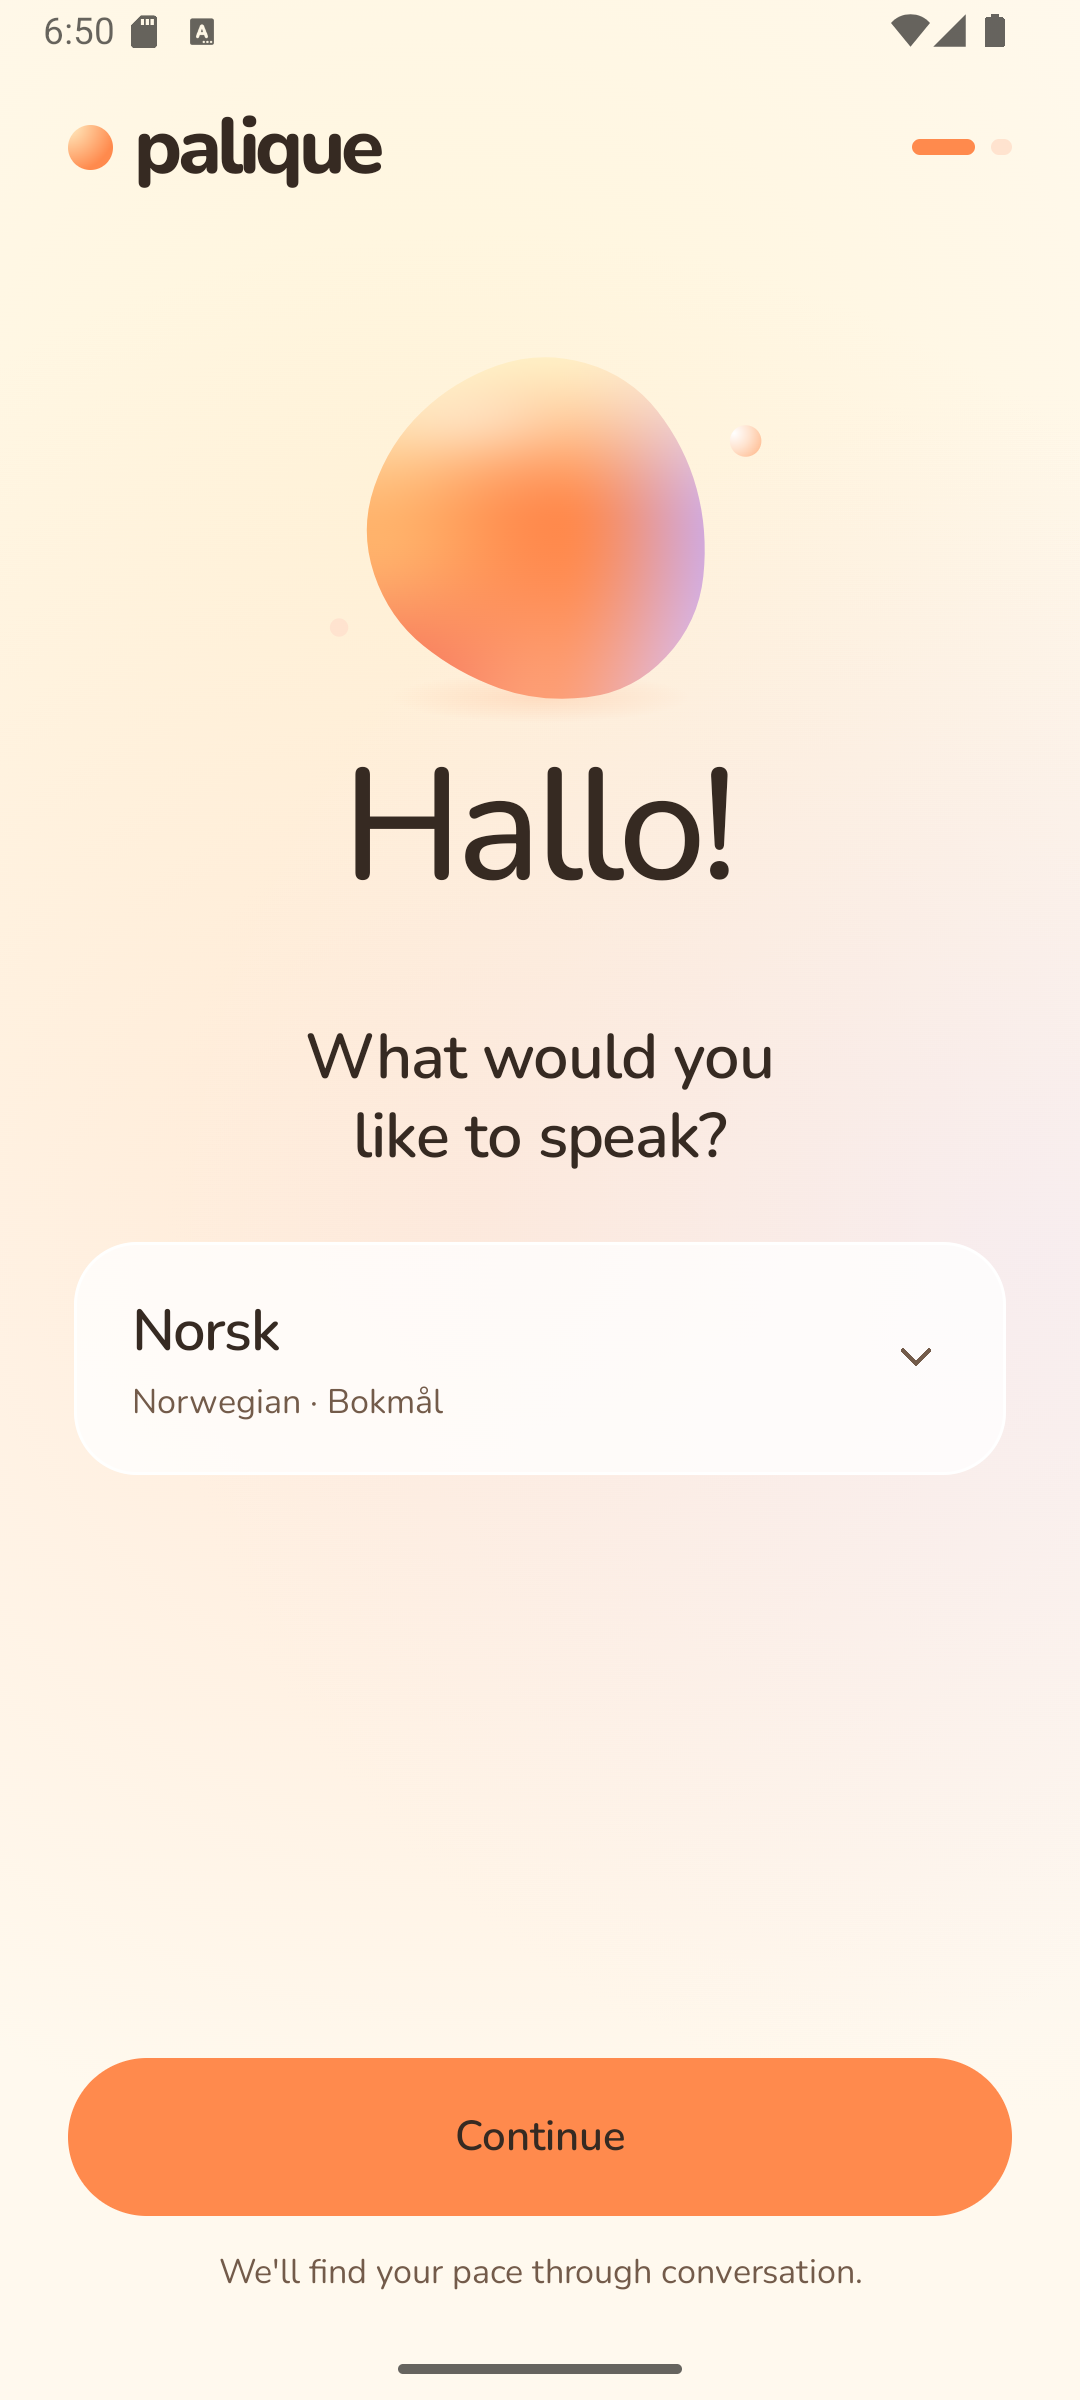 6:50
palique
Hallo!
What would you
like to speak?
Norsk
Norwegian · Bokmål
Continue
We'll find your pace through conversation.